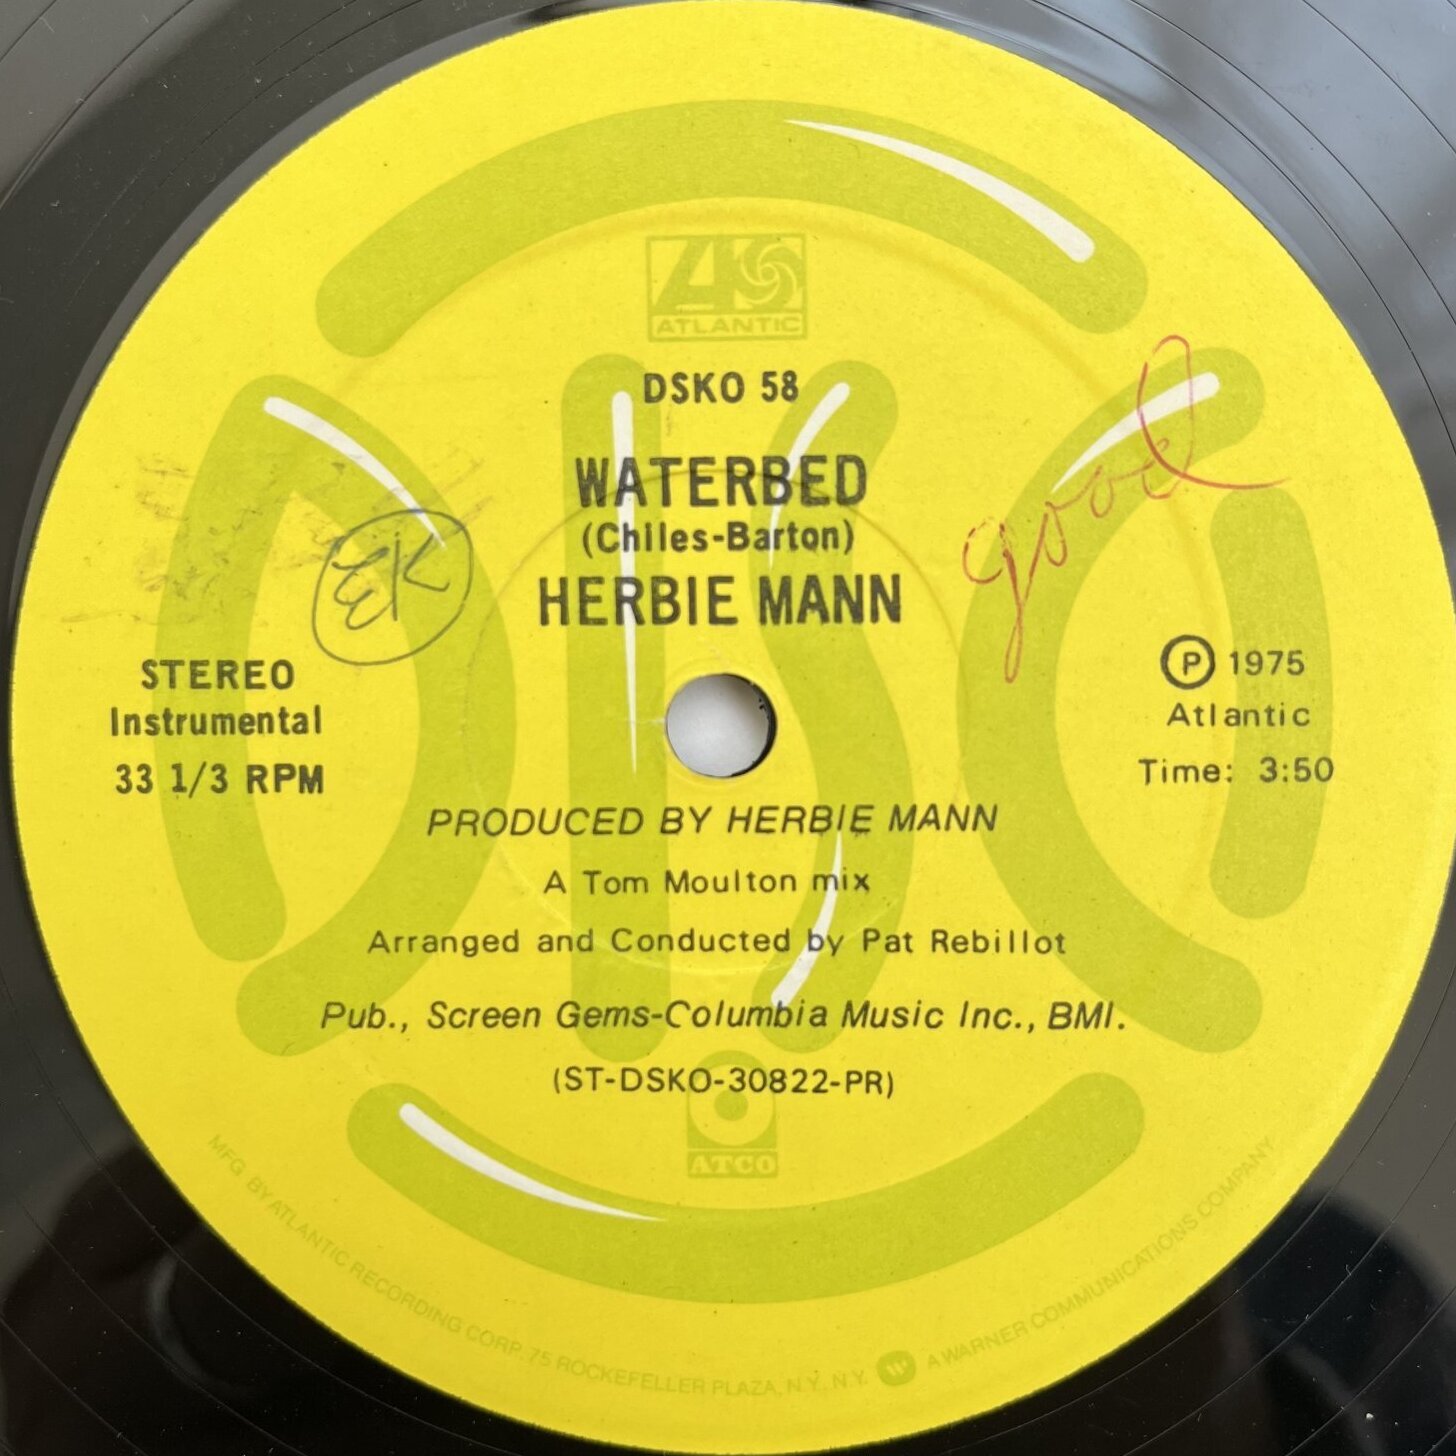 ATLANTIC
DSKO 58
WATERBED
(Chiles-Barton)
HERBIE MANN
good
EK
STEREO
Instrumental
33 1/3 RPM
Ⓟ 1975
Atlantic
Time: 3:50
DISCO
PRODUCED BY HERBIE MANN
A Tom Moulton mix
Arranged and Conducted by Pat Rebillot
Pub., Screen Gems-Columbia Music Inc., BMI.
(ST-DSKO-30822-PR)
ATCO
MFG BY ATLANTIC RECORDING CORP. 75 ROCKEFELLER PLAZA, N.Y. N.Y. A WARNER COMMUNICATIONS COMPANY